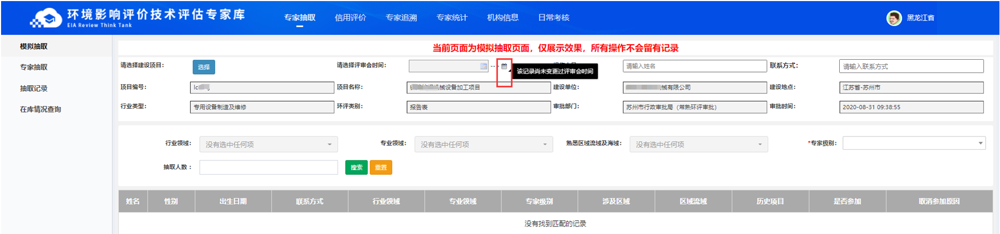 环境影响评价技术评估专家库
EIA Review Think Tank
专家抽取 信用评价 专家追溯 专家统计 机构信息 日常考核
黑龙江省
模拟抽取
专家抽取
抽取记录
在库情况查询
当前页面为模拟抽取页面，仅展示效果，所有操作不会留有记录
请选择建设项目： 选择 请选择评审会时间： --> 该记录尚未变更过评审会时间 请输入姓名 联系方式： 请输入联系方式
项目编号： lc 项目名称： 机械设备加工项目 建设单位： 械有限公司 建设地点： 江苏省-苏州市
行业类型： 专用设备制造及维修 环评类别： 报告表 审批部门： 苏州市行政审批局（常熟环评审批） 审批时间： 2020-08-31 09:38:55
行业领域： 没有选中任何项 专业领域： 没有选中任何项 熟悉区域流域及海域： 没有选中任何项 *专家级别：
抽取人数： 搜索 重置
姓名 性别 出生日期 联系方式 行业领域 专业领域 专家级别 涉及区域 区域流域 历史项目 是否参加 取消参加原因
没有找到匹配的记录